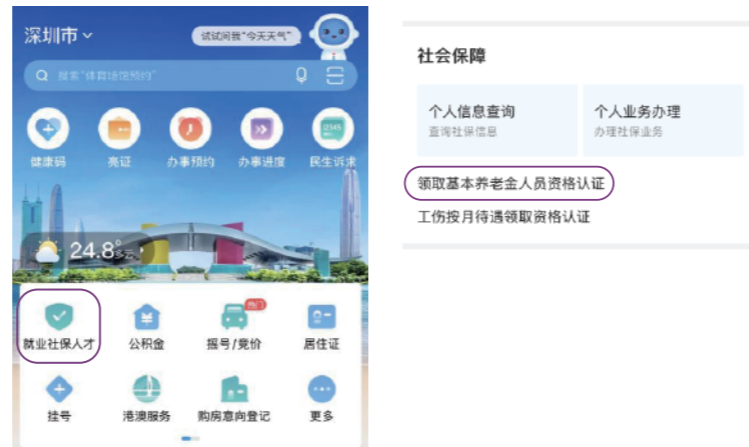 深圳市
试试问我"今天天气"
搜索"体育场馆预约"
健康码
亮证
办事预约
办事进度
民生诉求
24.8°
多云
热门
就业社保人才
公积金
摇号/竞价
居住证
挂号
港澳服务
购房意向登记
更多
社会保障
个人信息查询
查询社保信息
个人业务办理
办理社保业务
领取基本养老金人员资格认证
工伤按月待遇领取资格认证